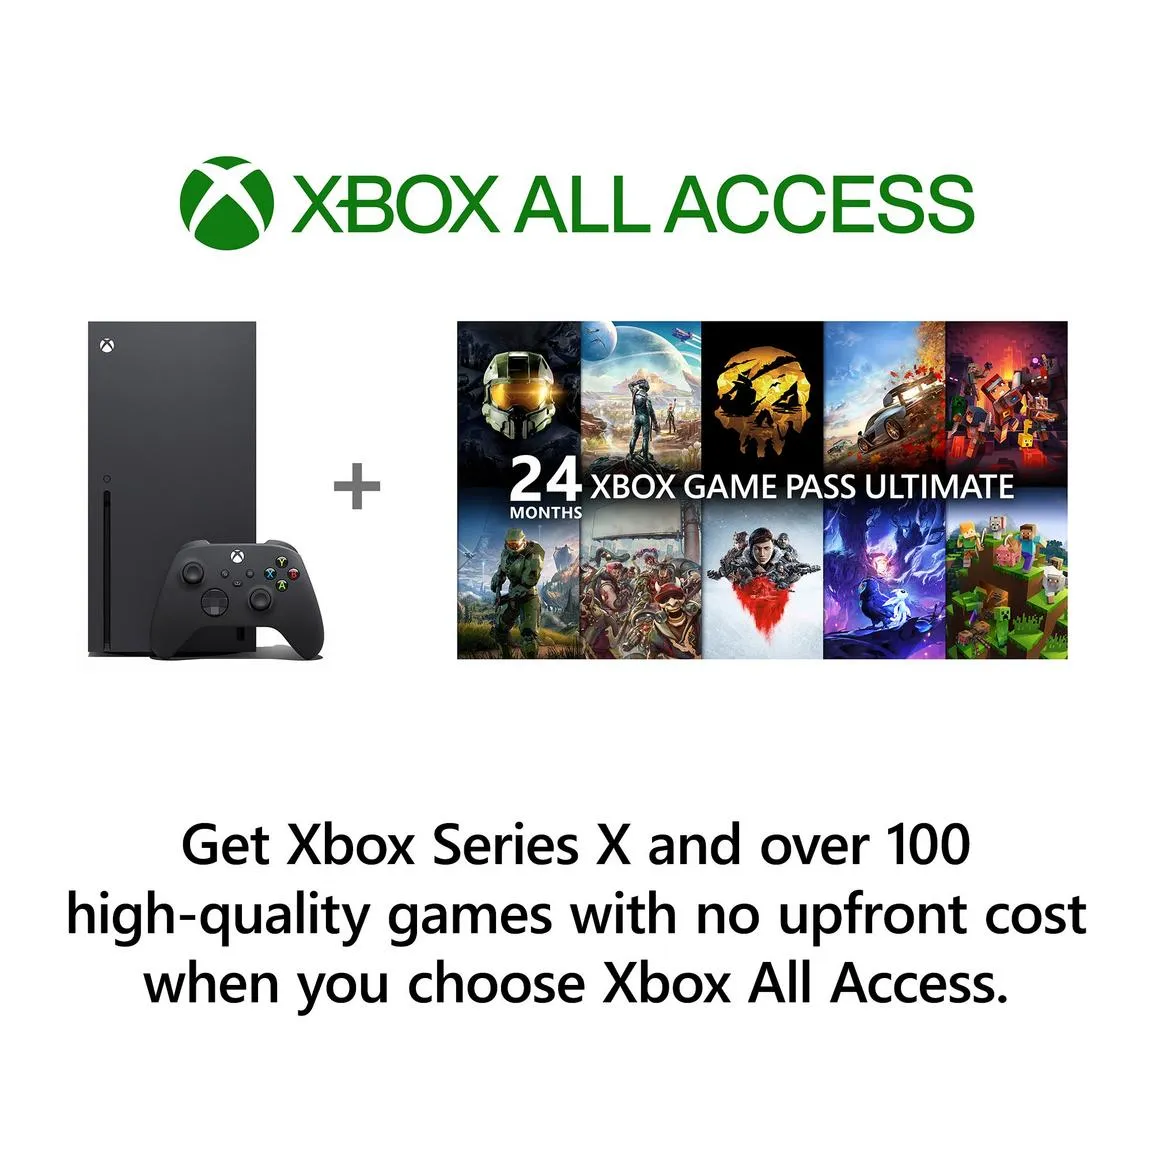 XBOX ALL ACCESS
24 XBOX GAME PASS ULTIMATE
MONTHS
Get Xbox Series X and over 100
high-quality games with no upfront cost
when you choose Xbox All Access.